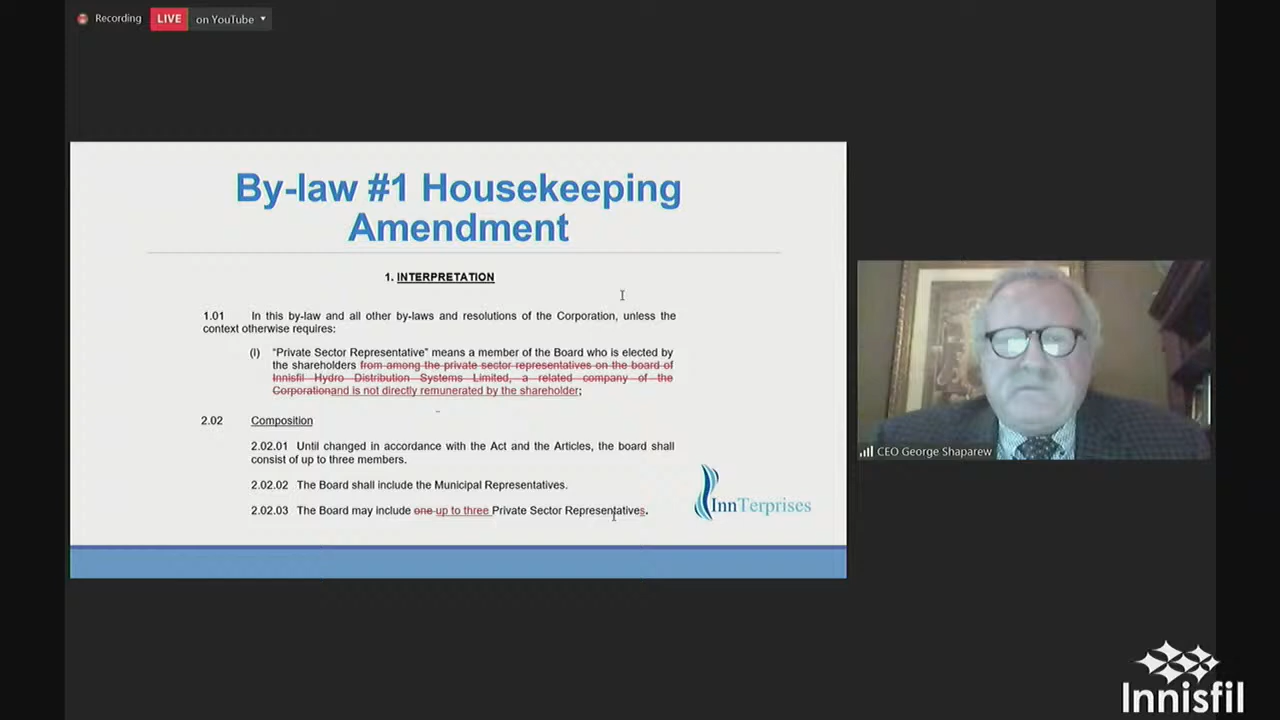 Recording
LIVE
on YouTube
By-law #1 Housekeeping
Amendment
1. INTERPRETATION
1.01 In this by-law and all other by-laws and resolutions of the Corporation, unless the
context otherwise requires:
(l) “Private Sector Representative” means a member of the Board who is elected by
the shareholders from among the private sector representatives on the board of
Innisfil Hydro Distribution Systems Limited, a related company of the
Corporationand is not directly remunerated by the shareholder;
2.02 Composition
2.02.01 Until changed in accordance with the Act and the Articles, the board shall
consist of up to three members.
2.02.02 The Board shall include the Municipal Representatives.
2.02.03 The Board may include one up to three Private Sector Representatives.
InnTerprises
CEO George Shaparew
Innisfil